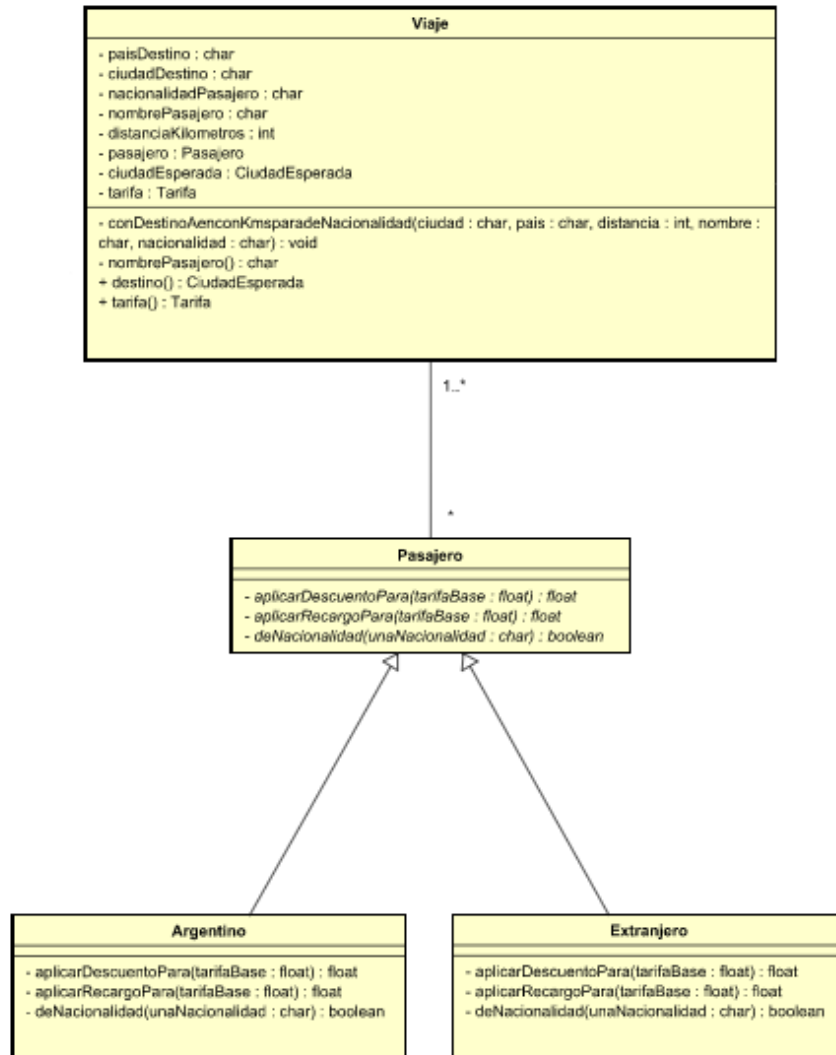 Viaje
- paisDestino : char
- ciudadDestino : char
- nacionalidadPasajero : char
- nombrePasajero : char
- distanciaKilometros : int
- pasajero : Pasajero
- ciudadEsperada : CiudadEsperada
- tarifa : Tarifa
- conDestinoAenconKmsparadeNacionalidad(ciudad : char, pais : char, distancia : int, nombre :
char, nacionalidad : char) : void
- nombrePasajero() : char
+ destino() : CiudadEsperada
+ tarifa() : Tarifa
1..*
*
Pasajero
- aplicarDescuentoPara(tarifaBase : float) : float
- aplicarRecargoPara(tarifaBase : float) : float
- deNacionalidad(unaNacionalidad : char) : boolean
Argentino
- aplicarDescuentoPara(tarifaBase : float) : float
- aplicarRecargoPara(tarifaBase : float) : float
- deNacionalidad(unaNacionalidad : char) : boolean
Extranjero
- aplicarDescuentoPara(tarifaBase : float) : float
- aplicarRecargoPara(tarifaBase : float) : float
- deNacionalidad(unaNacionalidad : char) : boolean